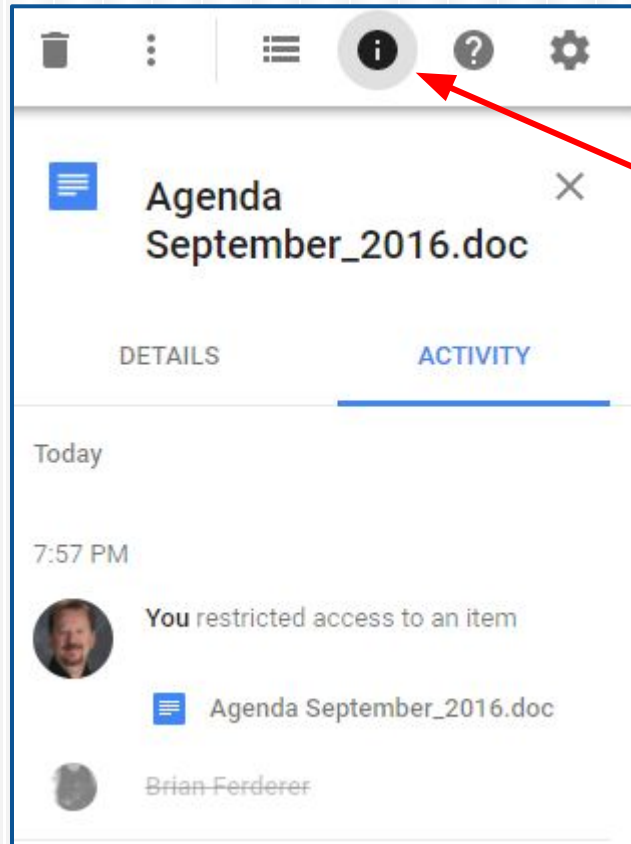 Agenda
September_2016.doc
DETAILS ACTIVITY
Today
7:57 PM
You restricted access to an item
Agenda September_2016.doc
Brian Ferderer